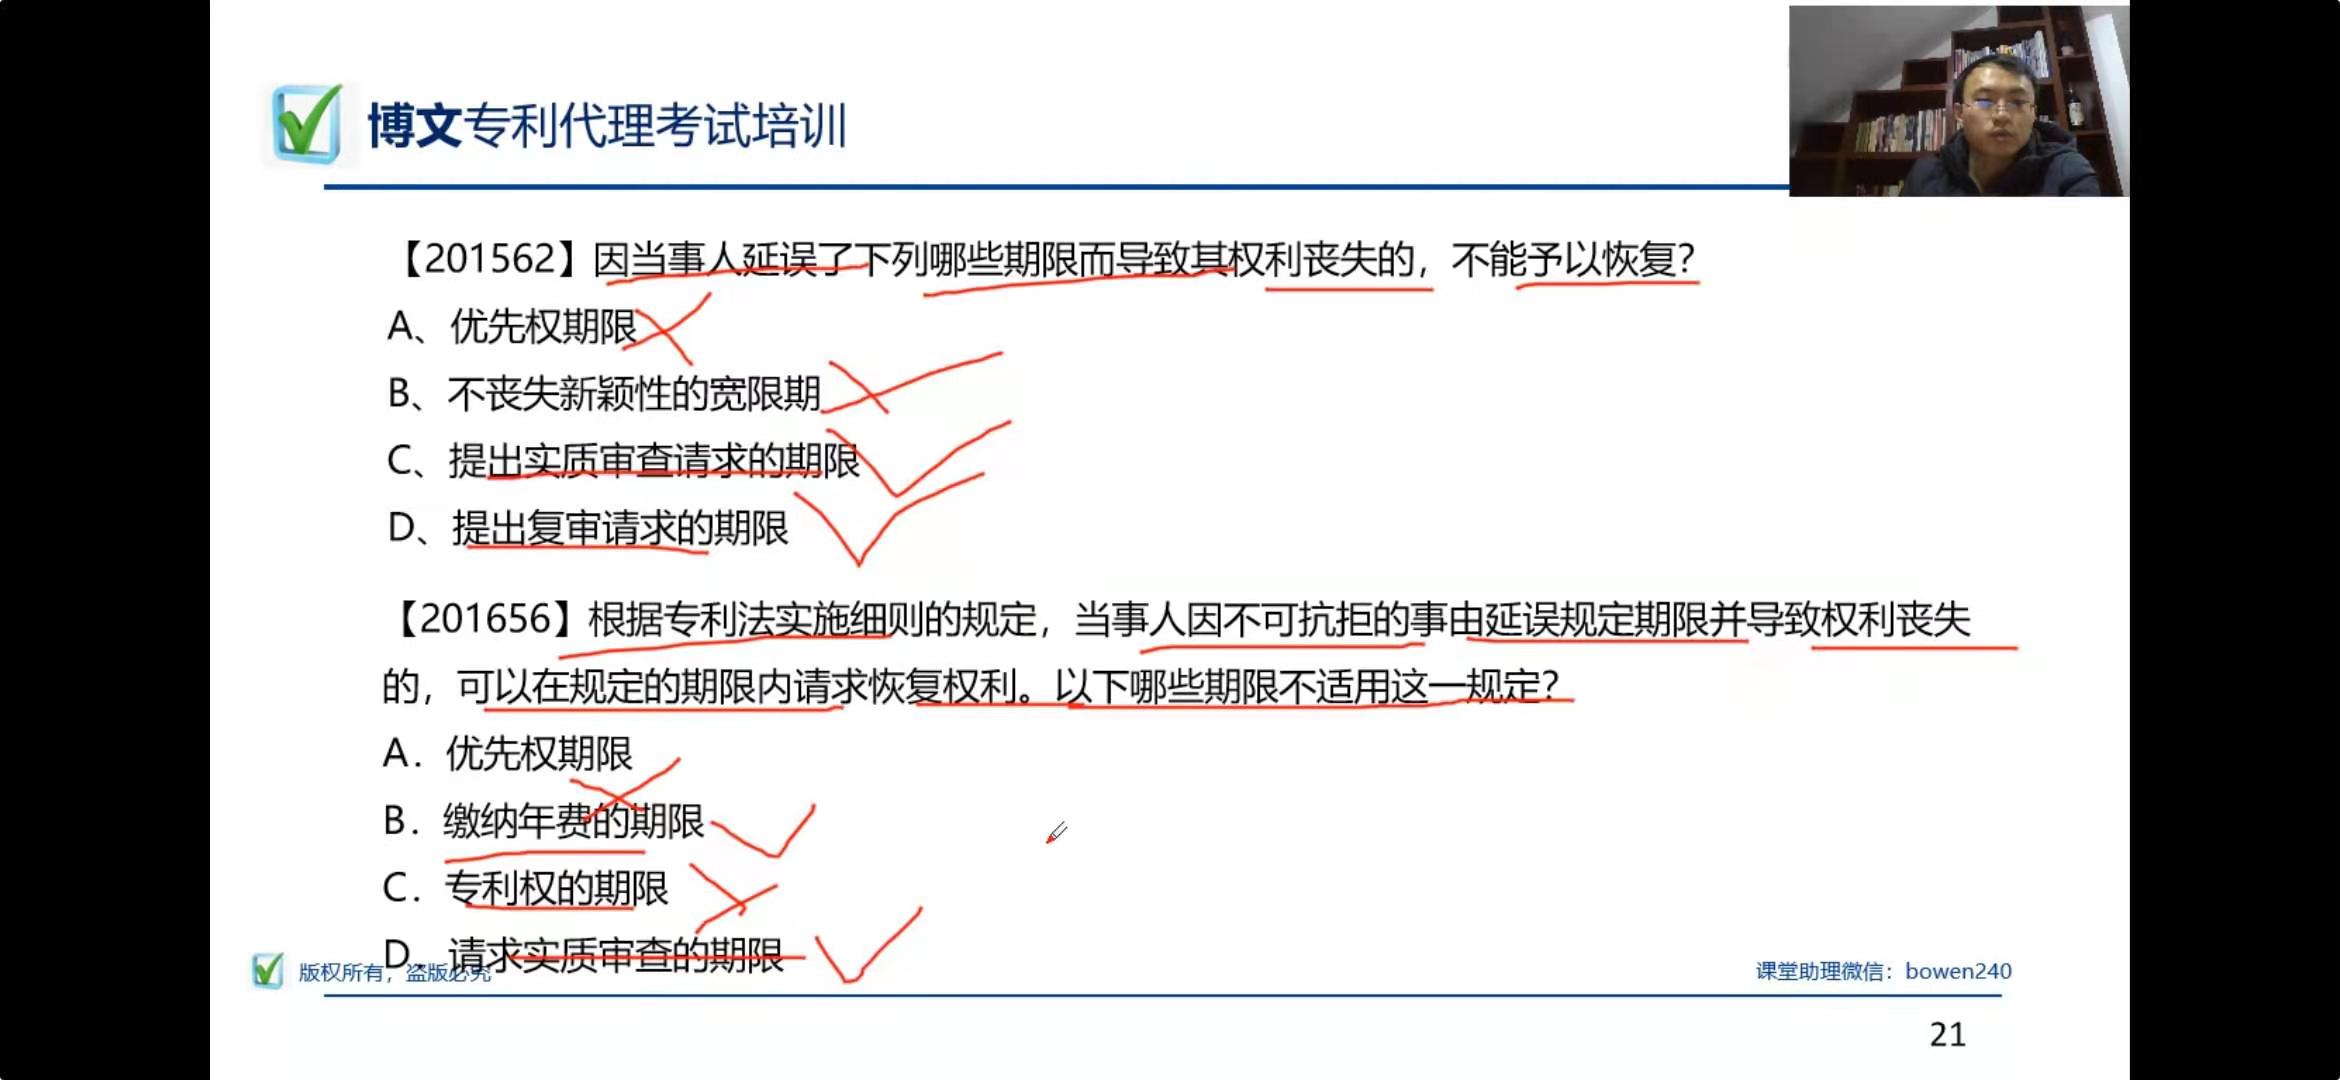 博文专利代理考试培训
【201562】因当事人延误了下列哪些期限而导致其权利丧失的，不能予以恢复？
A、优先权期限
B、不丧失新颖性的宽限期
C、提出实质审查请求的期限
D、提出复审请求的期限
【201656】根据专利法实施细则的规定，当事人因不可抗拒的事由延误规定期限并导致权利丧失
的，可以在规定的期限内请求恢复权利。以下哪些期限不适用这一规定？
A. 优先权期限
B. 缴纳年费的期限
C. 专利权的期限
D. 请求实质审查的期限
版权所有，盗版必究
课堂助理微信：bowen240
21